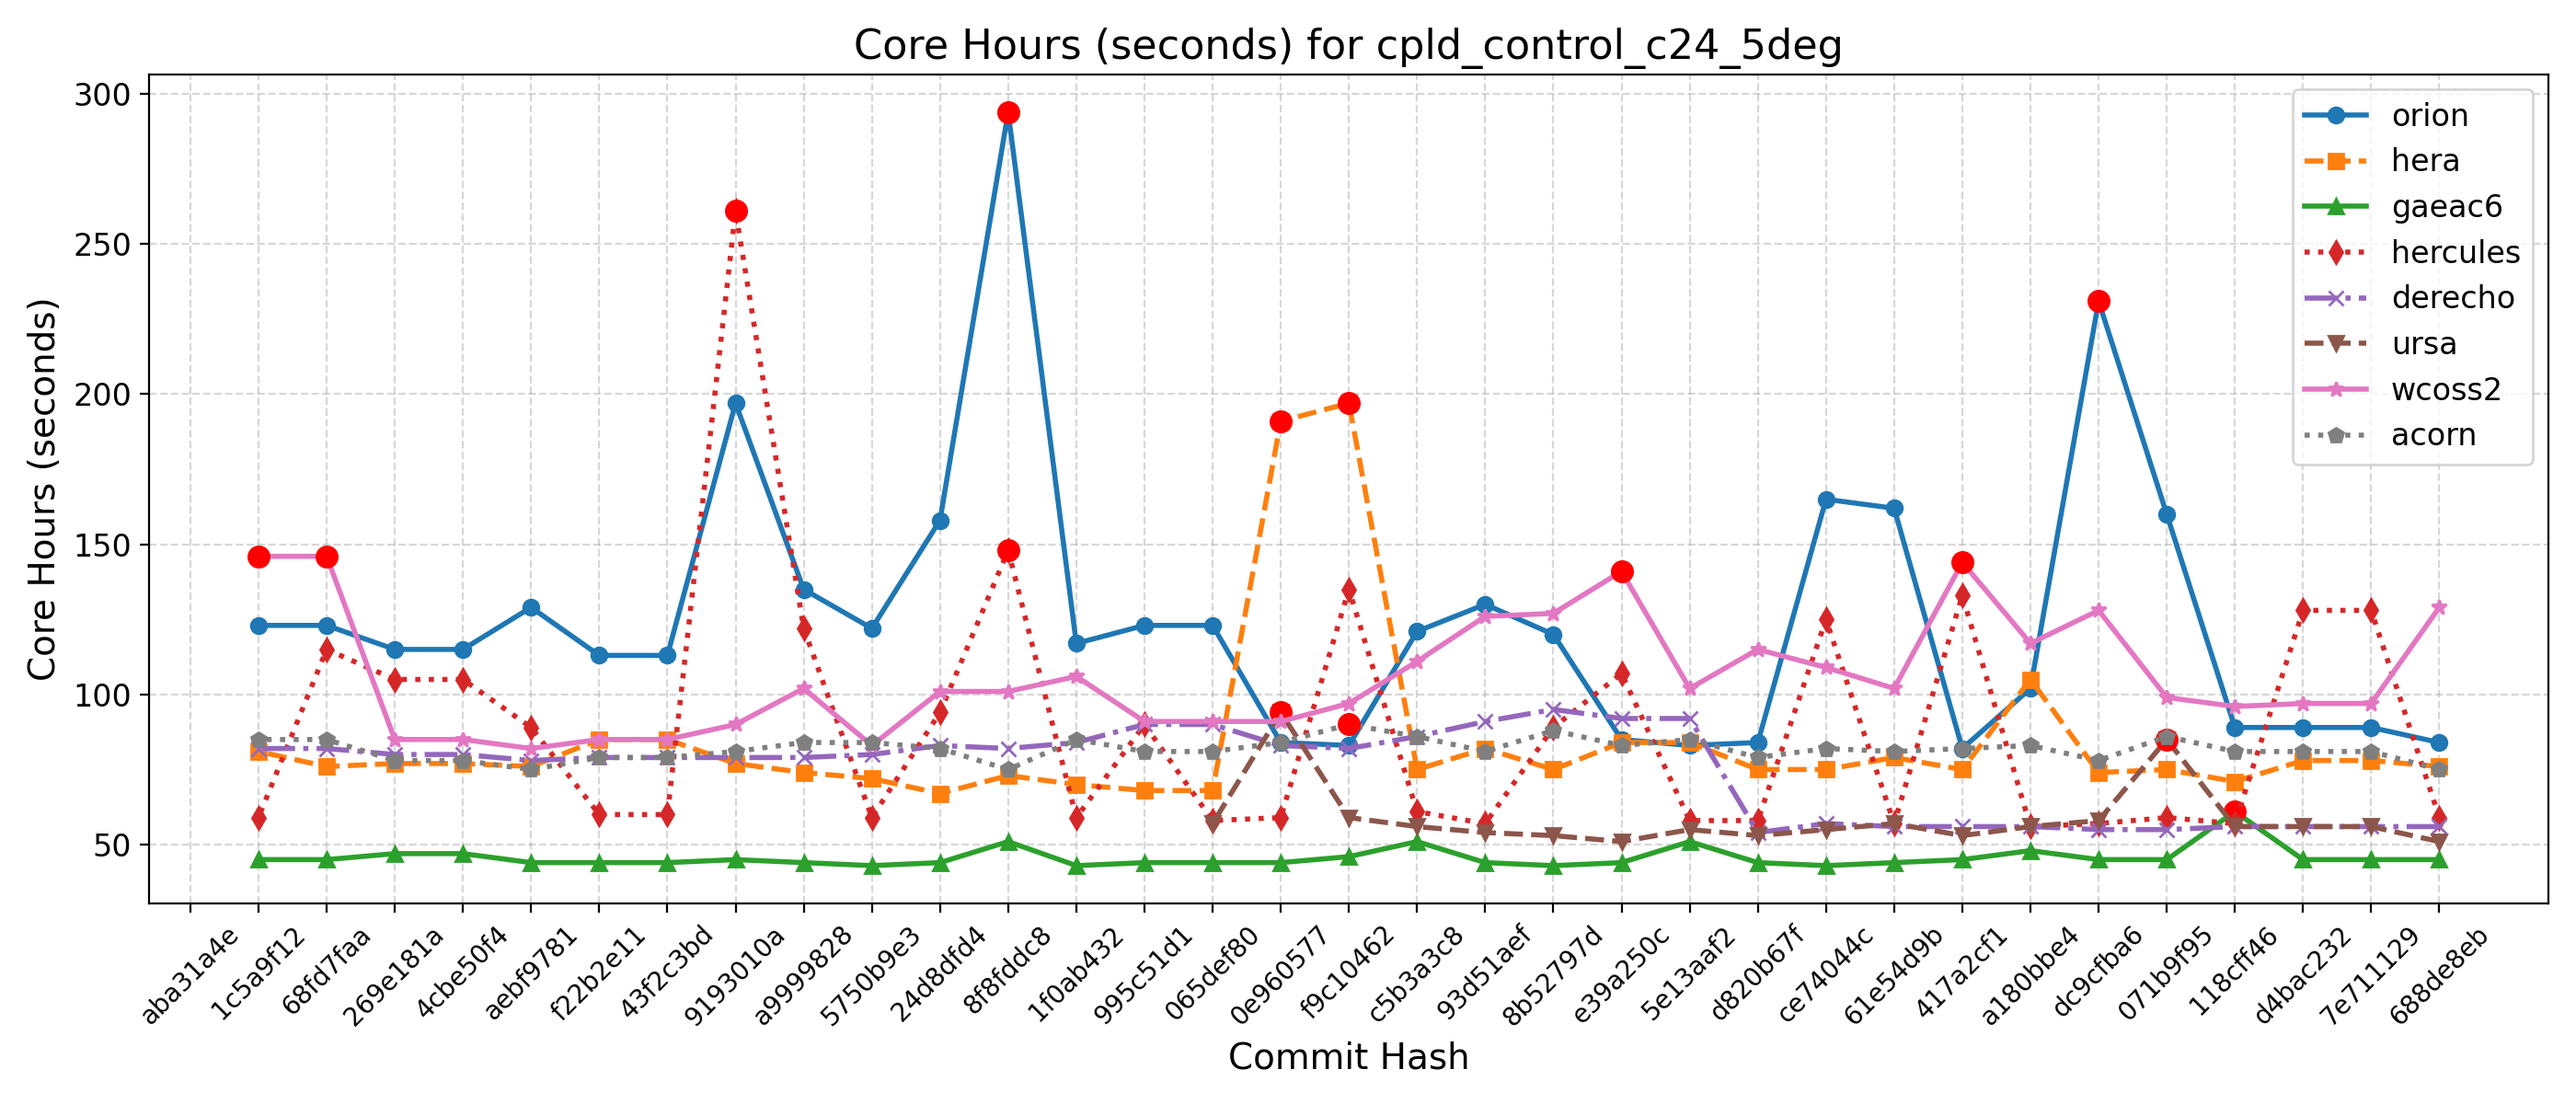 Core Hours (seconds) for cpld_control_c24_5deg
Core Hours (seconds)
300
250
200
150
100
50
orion
hera
gaeac6
hercules
derecho
ursa
wcoss2
acorn
aba31a4e
1c5a9f12
68fd7faa
269e181a
4cbe50f4
aebf9781
f22b2e11
43f2c3bd
9193010a
a9999828
5750b9e3
24d8dfd4
8f8fddc8
1f0ab432
995c51d1
065def80
0e960577
f9c10462
c5b3a3c8
93d51aef
8b52797d
e39a250c
5e13aaf2
d820b67f
ce74044c
61e54d9b
417a2cf1
a180bbe4
dc9cfba6
071b9f95
118cff46
d4bac232
7e711129
688de8eb
Commit Hash